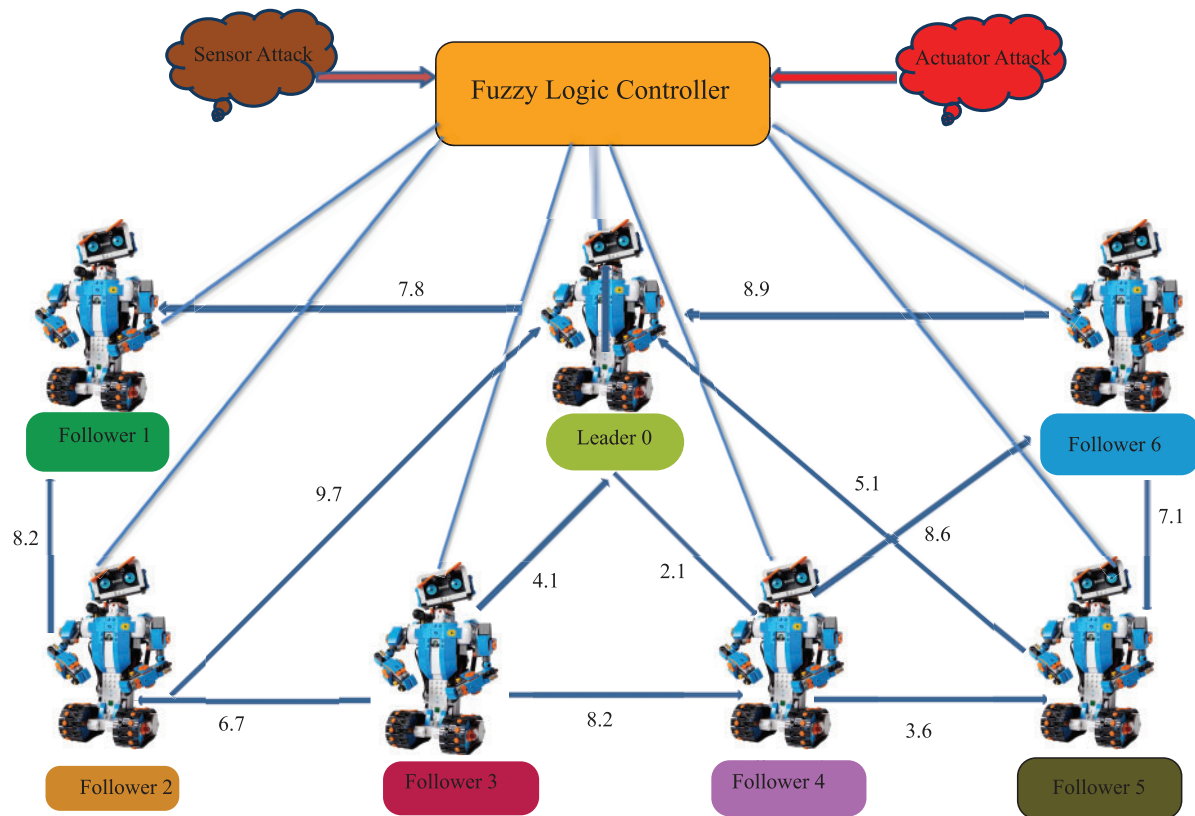 Sensor Attack
Fuzzy Logic Controller
Actuator Attack
7.8
8.9
Follower 1
Leader 0
Follower 6
9.7
5.1
8.2
8.6
7.1
4.1
2.1
6.7
8.2
3.6
Follower 2
Follower 3
Follower 4
Follower 5